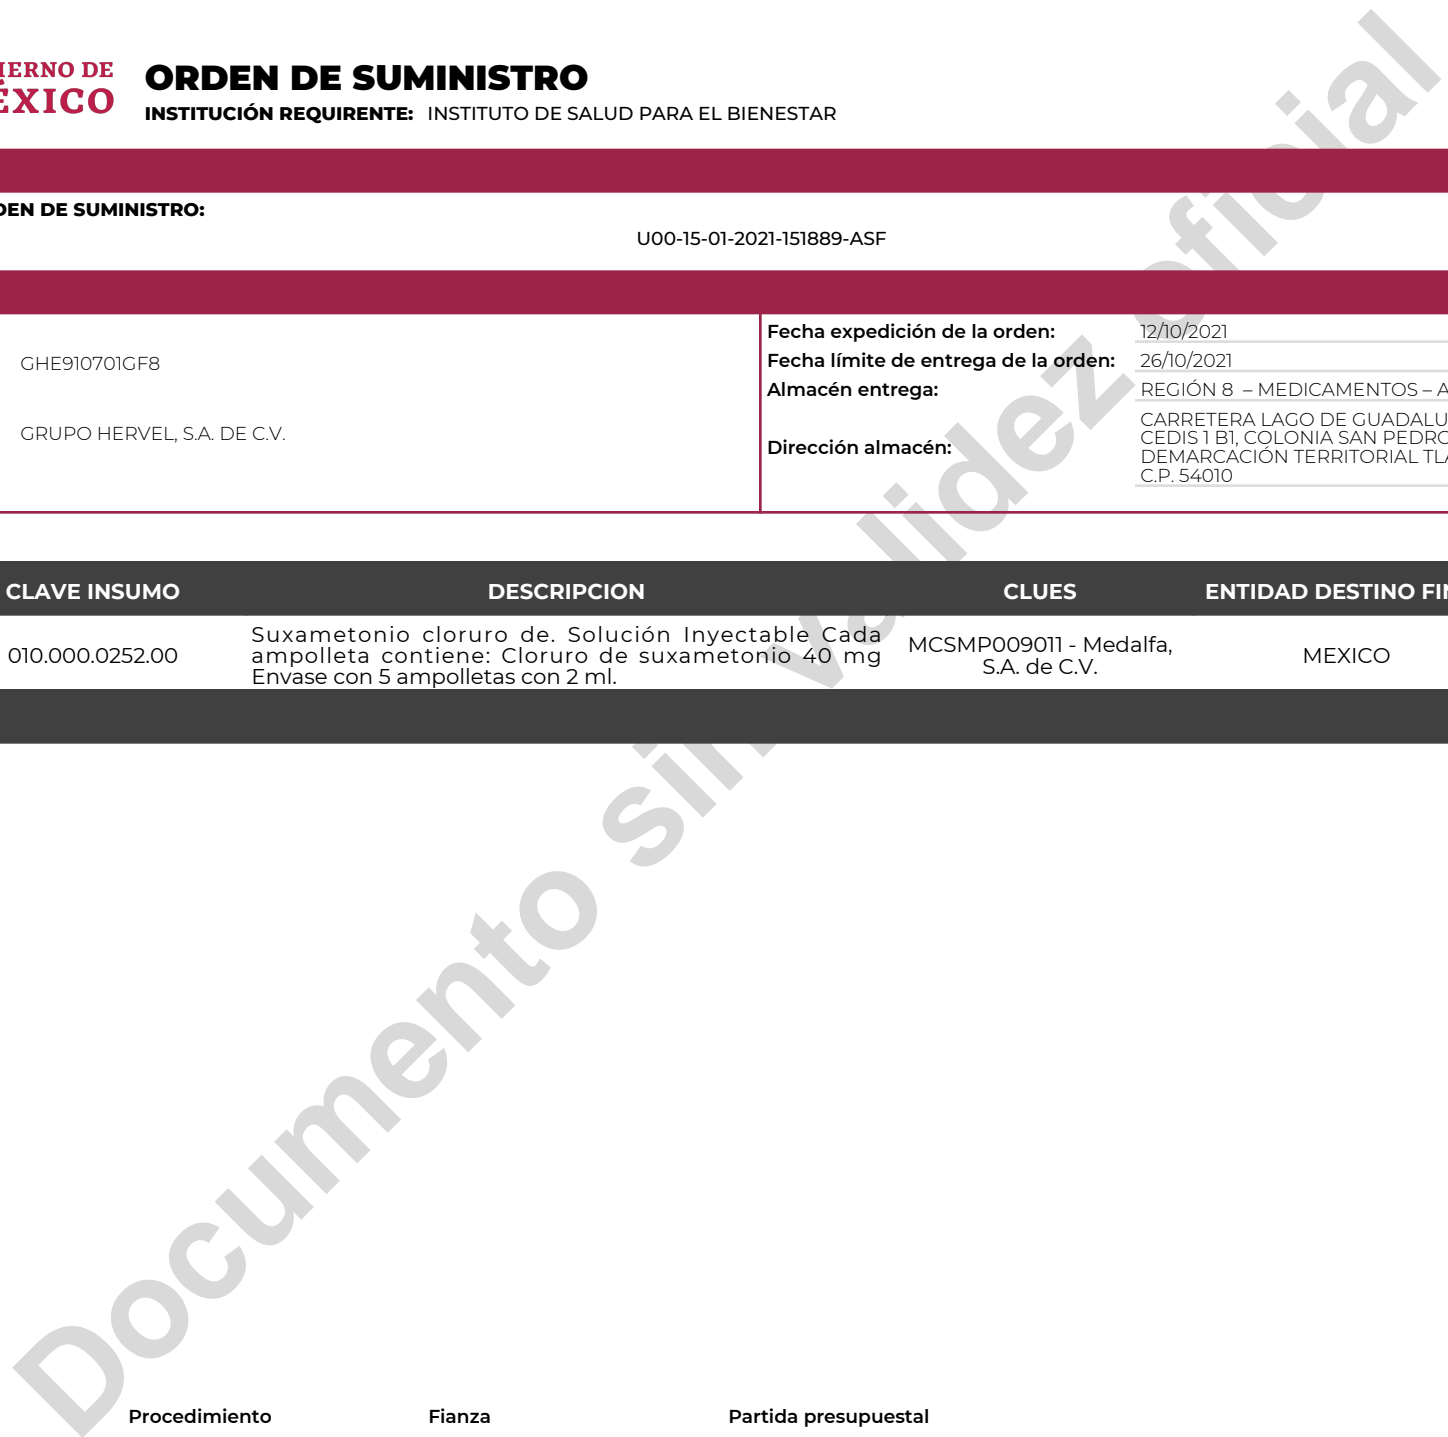 IERNO DE
ÉXICO
ORDEN DE SUMINISTRO
INSTITUCIÓN REQUIRENTE: INSTITUTO DE SALUD PARA EL BIENESTAR
DEN DE SUMINISTRO:
U00-15-01-2021-151889-ASF
GHE910701GF8
GRUPO HERVEL, S.A. DE C.V.
Fecha expedición de la orden: 12/10/2021
Fecha límite de entrega de la orden: 26/10/2021
Almacén entrega: REGIÓN 8 – MEDICAMENTOS – A
Dirección almacén:
CARRETERA LAGO DE GUADALU
CEDIS 1 B1, COLONIA SAN PEDRO
DEMARCACIÓN TERRITORIAL TLA
C.P. 54010
CLAVE INSUMO DESCRIPCION CLUES ENTIDAD DESTINO FIN
010.000.0252.00
Suxametonio cloruro de. Solución Inyectable Cada
ampolleta contiene: Cloruro de suxametonio 40 mg
Envase con 5 ampolletas con 2 ml.
MCSMP009011 - Medalfa,
S.A. de C.V.
MEXICO
Documento sin validez oficial
Procedimiento Fianza Partida presupuestal